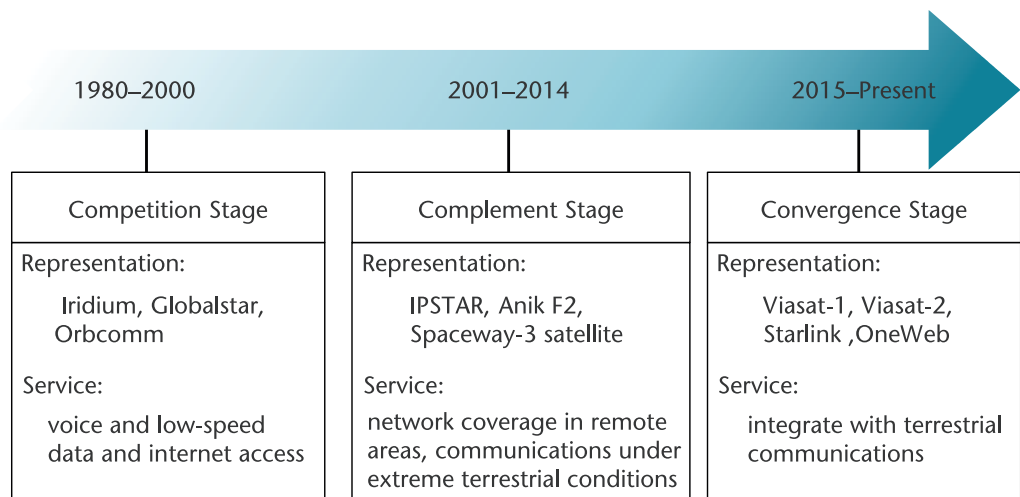 1980–2000
2001–2014
2015–Present
Competition Stage
Representation:
Iridium, Globalstar,
Orbcomm
Service:
voice and low-speed
data and internet access
Complement Stage
Representation:
IPSTAR, Anik F2,
Spaceway-3 satellite
Service:
network coverage in remote
areas, communications under
extreme terrestrial conditions
Convergence Stage
Representation:
Viasat-1, Viasat-2,
Starlink ,OneWeb
Service:
integrate with terrestrial
communications